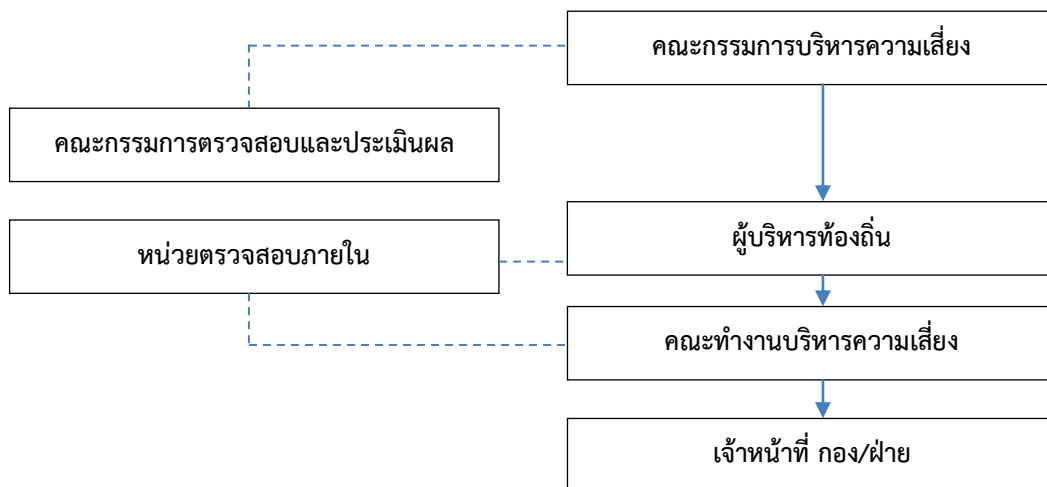 คณะกรรมการบริหารความเสี่ยง
คณะกรรมการตรวจสอบและประเมินผล
ผู้บริหารท้องถิ่น
หน่วยตรวจสอบภายใน
คณะทำงานบริหารความเสี่ยง
เจ้าหน้าที่ กอง/ฝ่าย